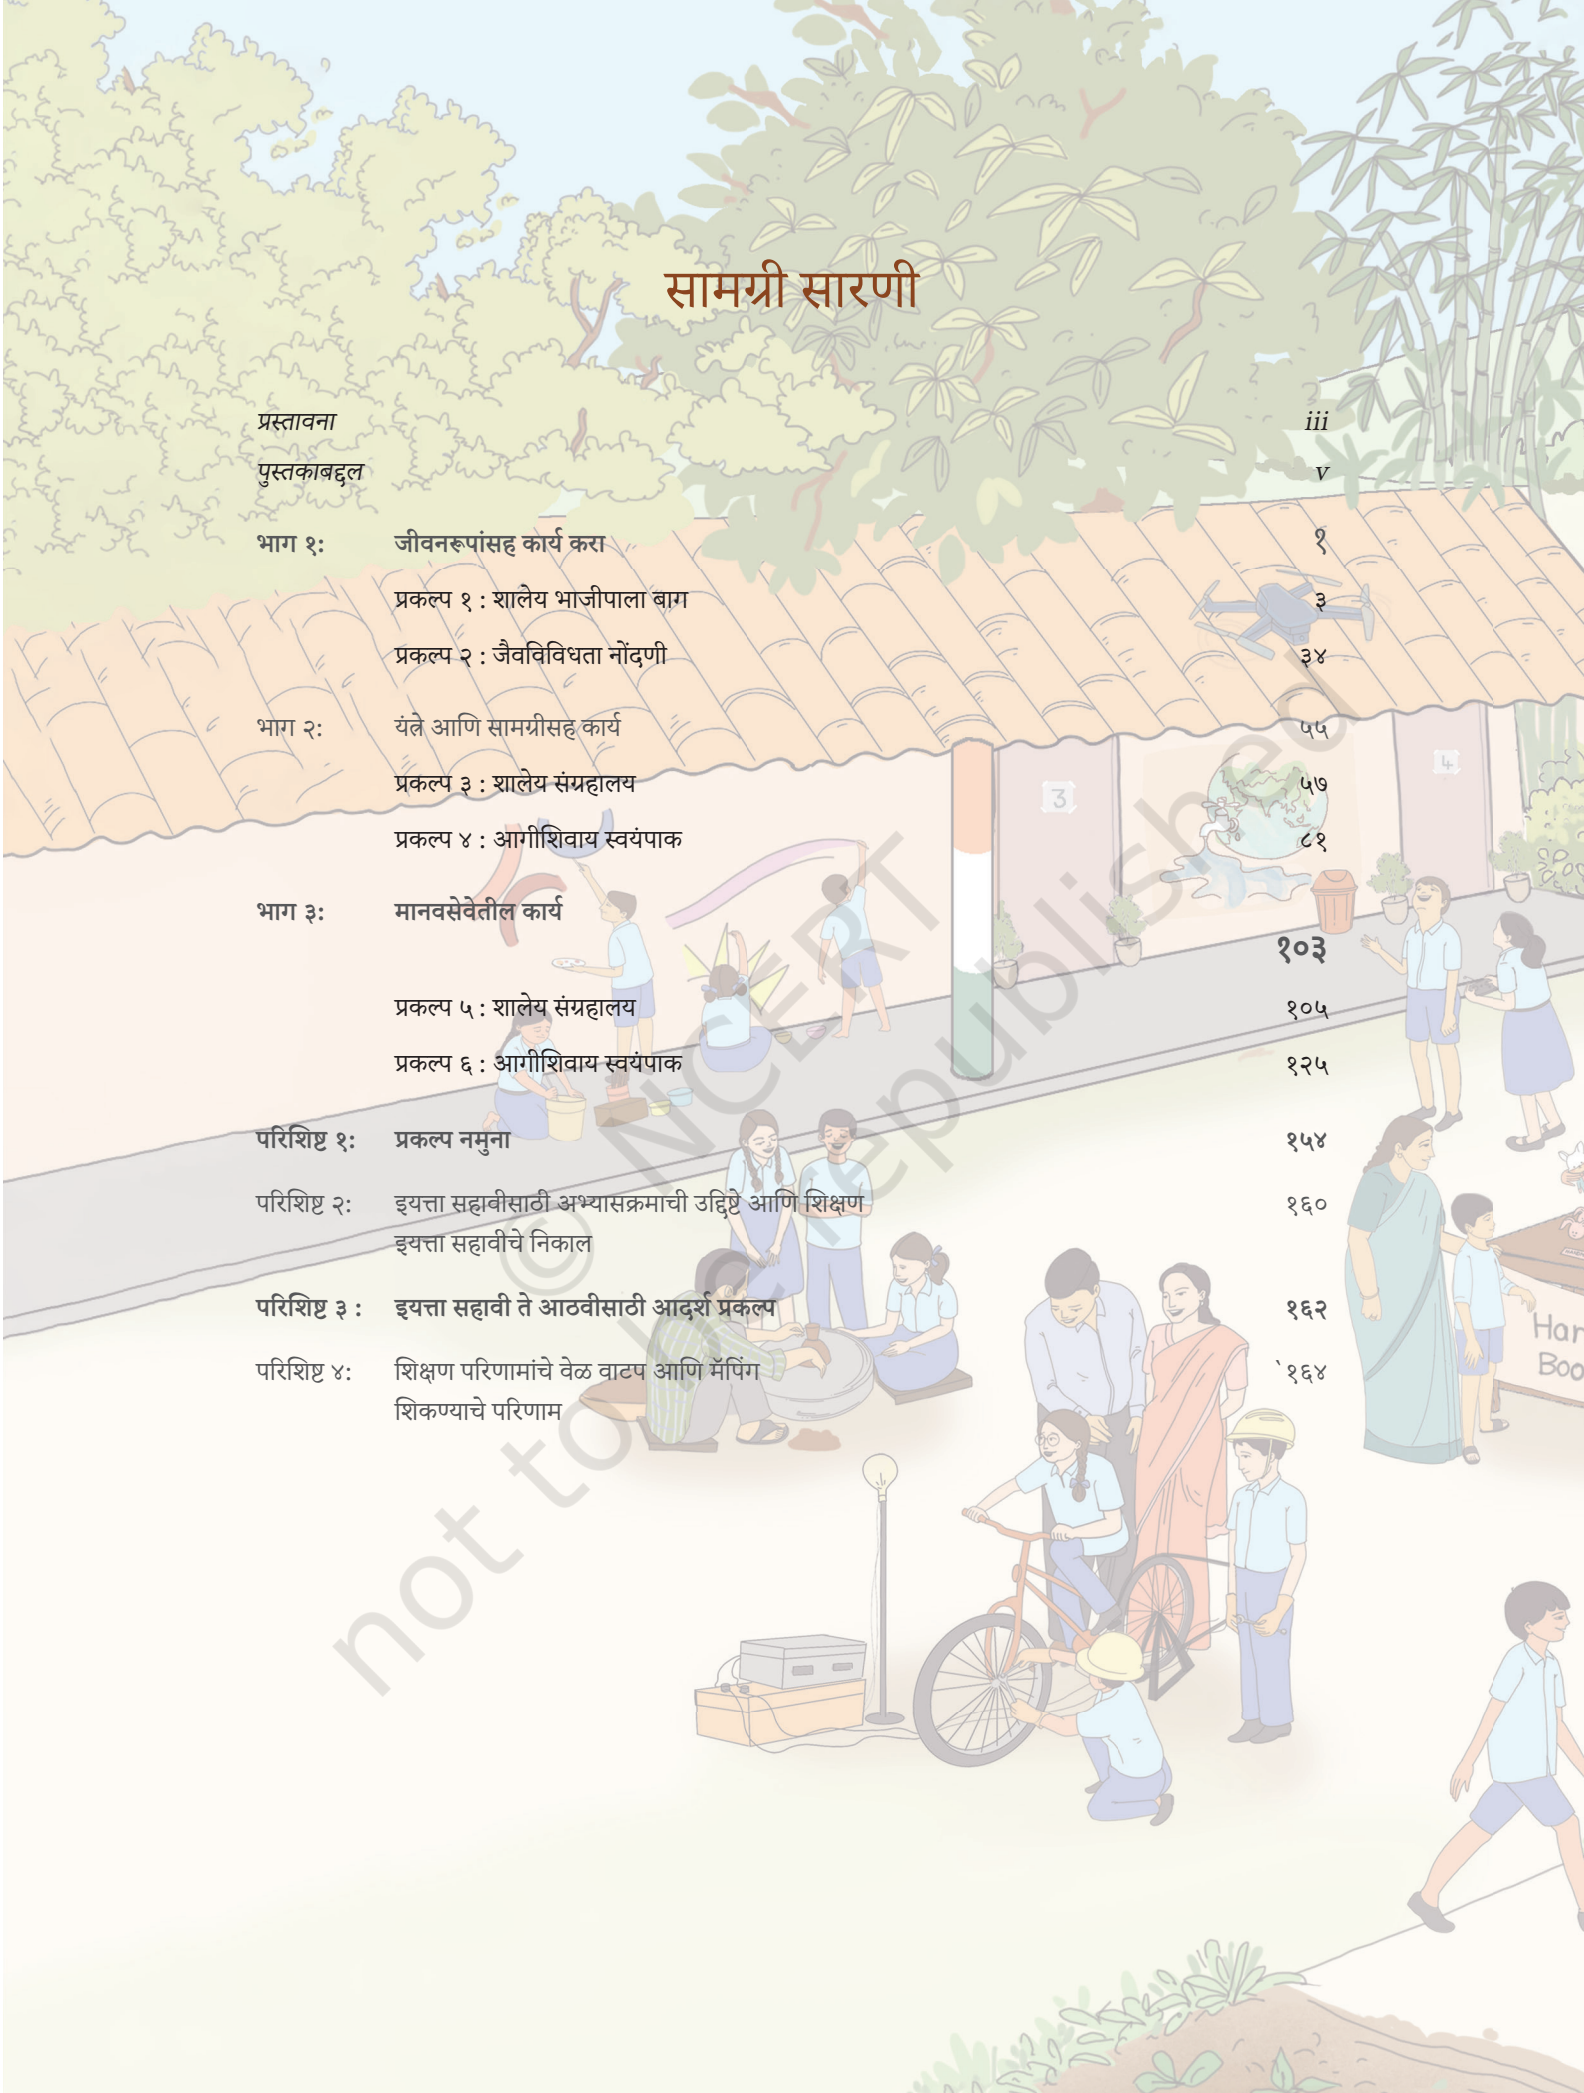 सामग्री सारणी
प्रस्तावना iii
पुस्तकाबद्दल v
भाग १: जीवनरूपांसह कार्य करा १
प्रकल्प १ : शालेय भाजीपाला बाग ३
प्रकल्प २ : जैवविविधता नोंदणी ३४
भाग २: यंत्रे आणि सामग्रीसह कार्य ५५
प्रकल्प ३ : शालेय संग्रहालय ५७
3
4
प्रकल्प ४ : आगीशिवाय स्वयंपाक ८१
भाग ३: मानवसेवेतील कार्य
१०३
प्रकल्प ५ : शालेय संग्रहालय १०५
प्रकल्प ६ : आगीशिवाय स्वयंपाक १२५
परिशिष्ट १: प्रकल्प नमुना १५४
परिशिष्ट २: इयत्ता सहावीसाठी अभ्यासक्रमाची उद्दिष्टे आणि शिक्षण १६०
इयत्ता सहावीचे निकाल
परिशिष्ट ३ : इयत्ता सहावी ते आठवीसाठी आदर्श प्रकल्प १६२
Har
Boo
परिशिष्ट ४: शिक्षण परिणामांचे वेळ वाटप आणि मॅपिंग `१६४
शिकण्याचे परिणाम
© NCERT
not to be republished